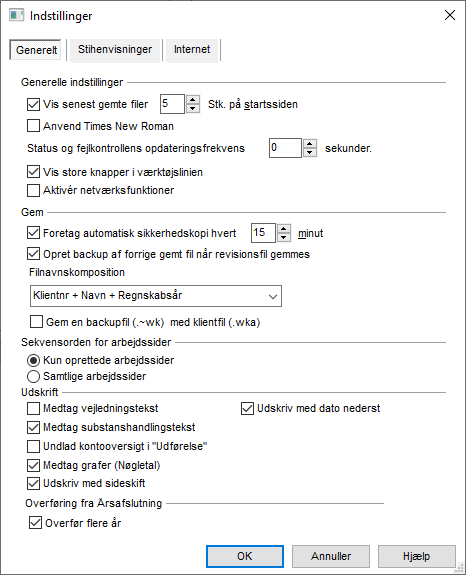 Indstillinger
Generelt Stihenvisninger Internet
Generelle indstillinger
Vis senest gemte filer 5 Stk. på startssiden
Anvend Times New Roman
Status og fejlkontrollens opdateringsfrekvens 0 sekunder.
Vis store knapper i værktøjslinien
Aktivér netværksfunktioner
Gem
Foretag automatisk sikkerhedskopi hvert 15 minut
Opret backup af forrige gemt fil når revisionsfil gemmes
Filnavnskomposition
Klientnr + Navn + Regnskabsår
Gem en backupfil (.~wk) med klientfil (.wka)
Sekvensorden for arbejdssider
Kun oprettede arbejdssider
Samtlige arbejdssider
Udskrift
Medtag vejledningstekst Udskriv med dato nederst
Medtag substanshandlingstekst
Undlad kontooversigt i "Udførelse"
Medtag grafer (Nøgletal)
Udskriv med sideskift
Overføring fra Årsafslutning
Overfør flere år
OK Annuller Hjælp